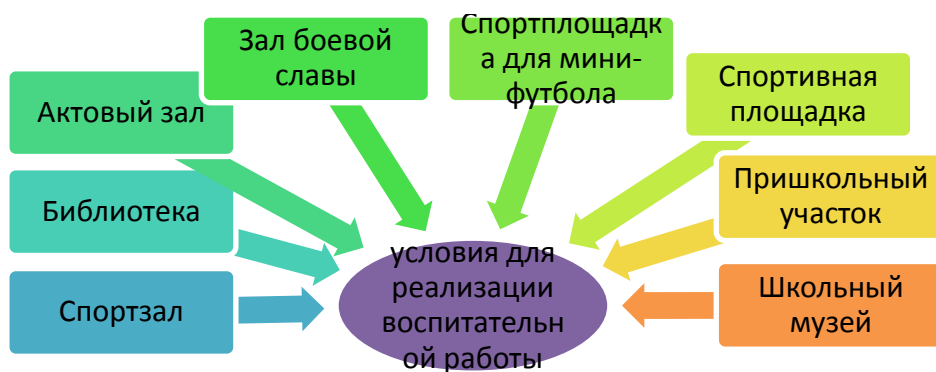 Зал боевой
славы
Спортплощадк
а для мини-
футбола
Спортивная
площадка
Актовый зал
Пришкольный
участок
Библиотека
условия для
реализации
воспитательн
ой работы
Школьный
музей
Спортзал